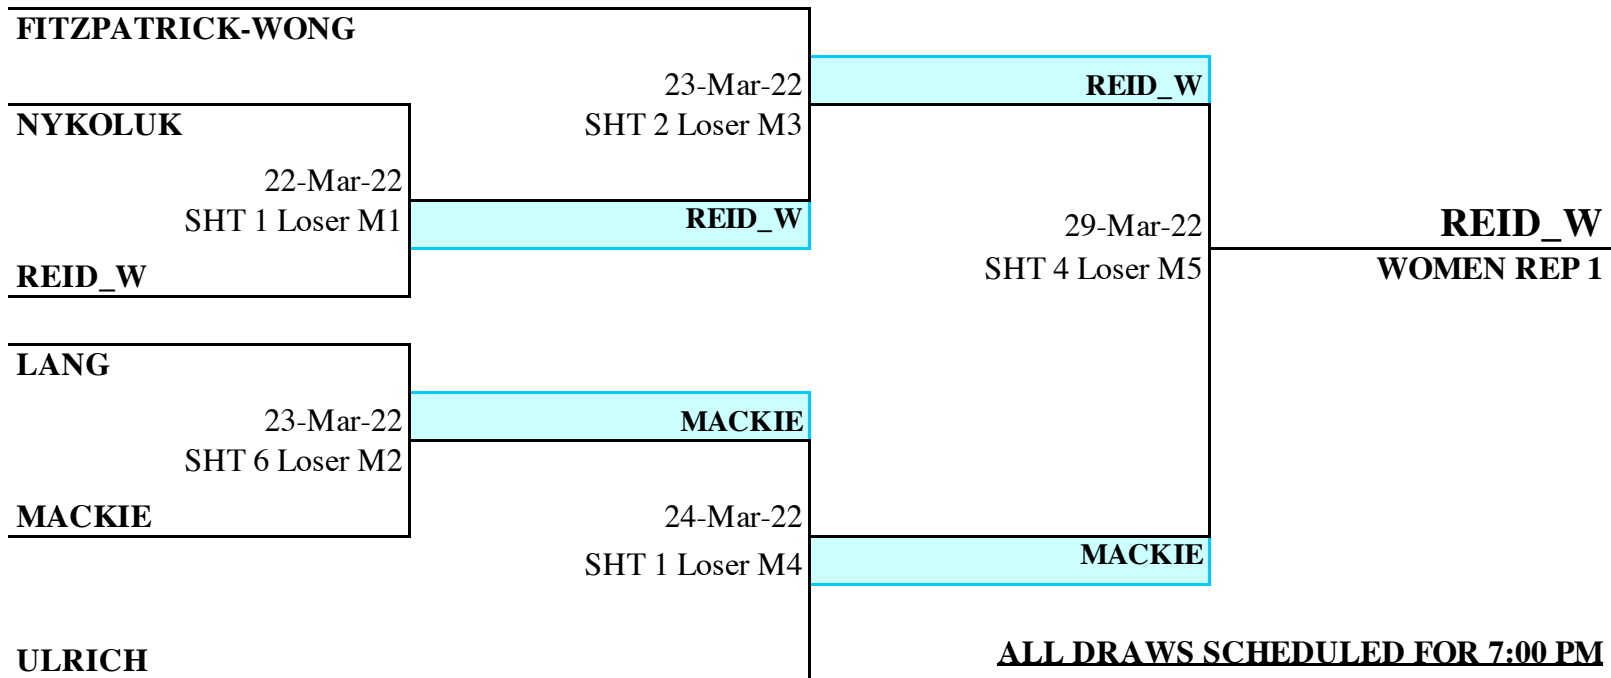 FITZPATRICK-WONG
23-Mar-22
REID_W
NYKOLUK
SHT 2 Loser M3
22-Mar-22
SHT 1 Loser M1
REID_W
29-Mar-22
REID_W
REID_W
SHT 4 Loser M5
WOMEN REP 1
LANG
23-Mar-22
MACKIE
SHT 6 Loser M2
MACKIE
24-Mar-22
SHT 1 Loser M4
MACKIE
ULRICH
ALL DRAWS SCHEDULED FOR 7:00 PM